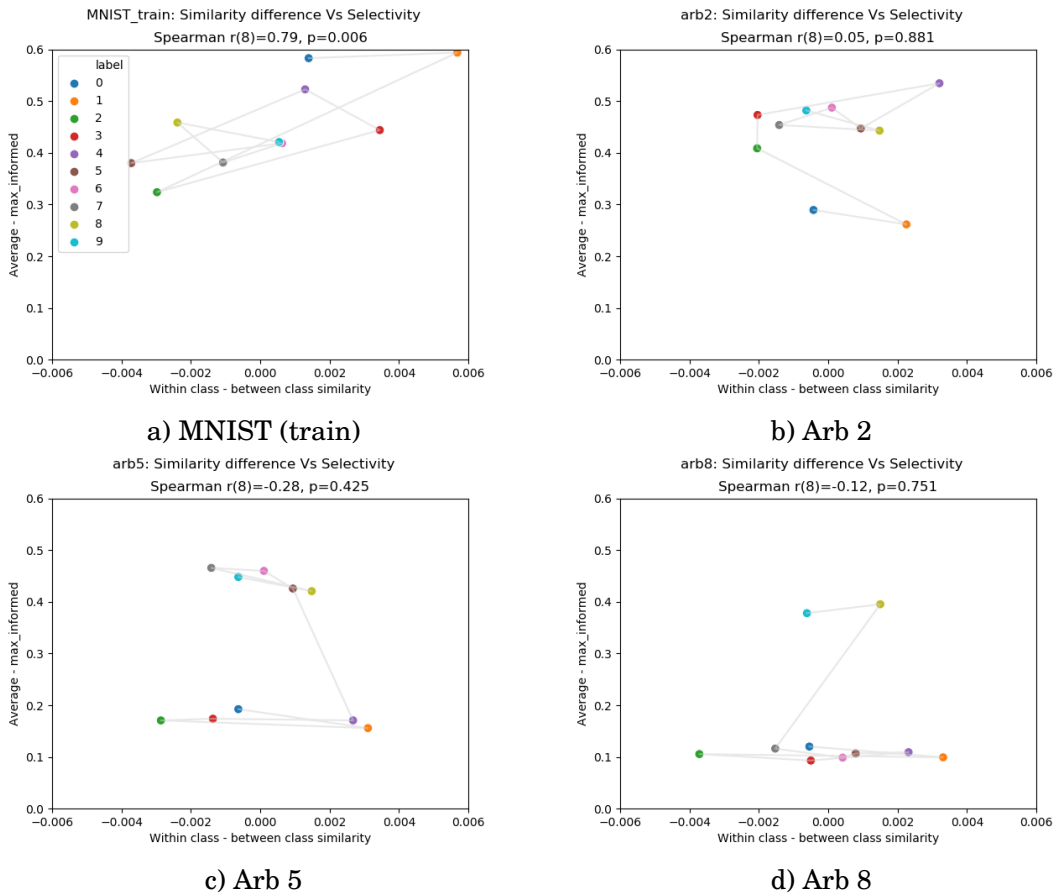 MNIST_train: Similarity difference Vs Selectivity
Spearman r(8)=0.79, p=0.006
0.6
0.5
0.4
0.3
0.2
0.1
0.0
Average - max_informed
label
0
1
2
3
4
5
6
7
8
9
−0.006 −0.004 −0.002 0.000 0.002 0.004 0.006
Within class - between class similarity
a) MNIST (train)
arb2: Similarity difference Vs Selectivity
Spearman r(8)=0.05, p=0.881
0.6
0.5
0.4
0.3
0.2
0.1
0.0
Average - max_informed
−0.006 −0.004 −0.002 0.000 0.002 0.004 0.006
Within class - between class similarity
b) Arb 2
arb5: Similarity difference Vs Selectivity
Spearman r(8)=-0.28, p=0.425
0.6
0.5
0.4
0.3
0.2
0.1
0.0
Average - max_informed
−0.006 −0.004 −0.002 0.000 0.002 0.004 0.006
Within class - between class similarity
c) Arb 5
arb8: Similarity difference Vs Selectivity
Spearman r(8)=-0.12, p=0.751
0.6
0.5
0.4
0.3
0.2
0.1
0.0
Average - max_informed
−0.006 −0.004 −0.002 0.000 0.002 0.004 0.006
Within class - between class similarity
d) Arb 8